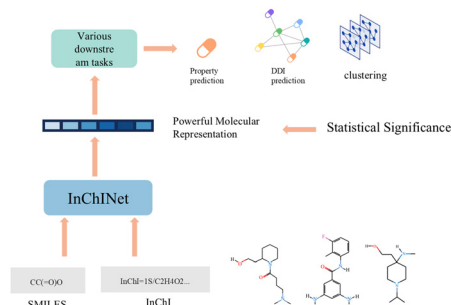 Various
downstre
am tasks
Property
prediction
DDI
prediction
clustering
Powerful Molecular
Representation
Statistical Significance
InChINet
CC(=O)O
InChI=1S/C2H4O2...
SMILES
InChI